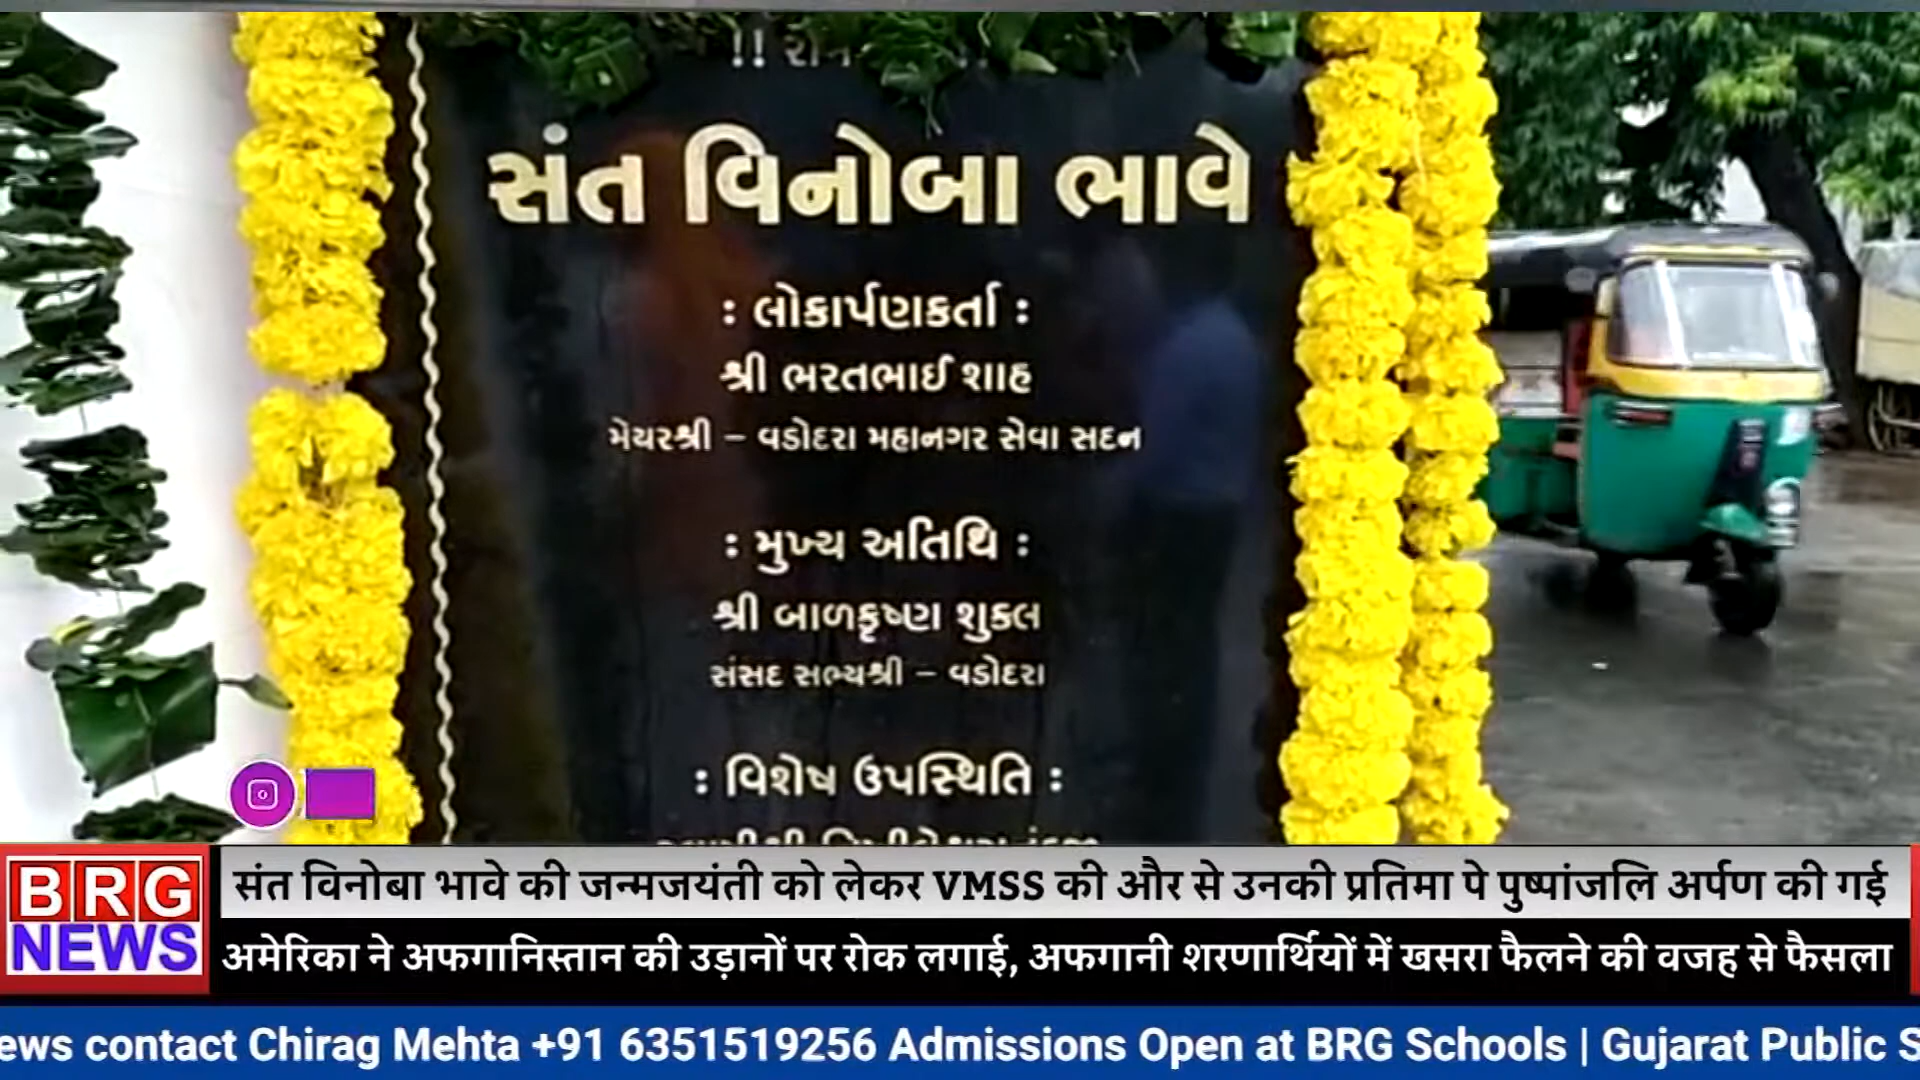 !!
સંત વિનોબા ભાવે
: લોકાર્પણકર્તા :
શ્રી ભરતભાઈ શાહ
મેયરશ્રી – વડોદરા મહાનગર સેવા સદન
: મુખ્ય અતિથિ :
શ્રી બાળકૃષ્ણ શુકલ
સંસદ સભ્યશ્રી – વડોદરા
: વિશેષ ઉપસ્થિતિ :
BRG
NEWS
संत विनोबा भावे की जन्मजयंती को लेकर VMSS की और से उनकी प्रतिमा पे पुष्पांजलि अर्पण की गई
अमेरिका ने अफगानिस्तान की उड़ानों पर रोक लगाई, अफगानी शरणार्थियों में खसरा फैलने की वजह से फैसला
ews contact Chirag Mehta +91 6351519256 Admissions Open at BRG Schools | Gujarat Public S